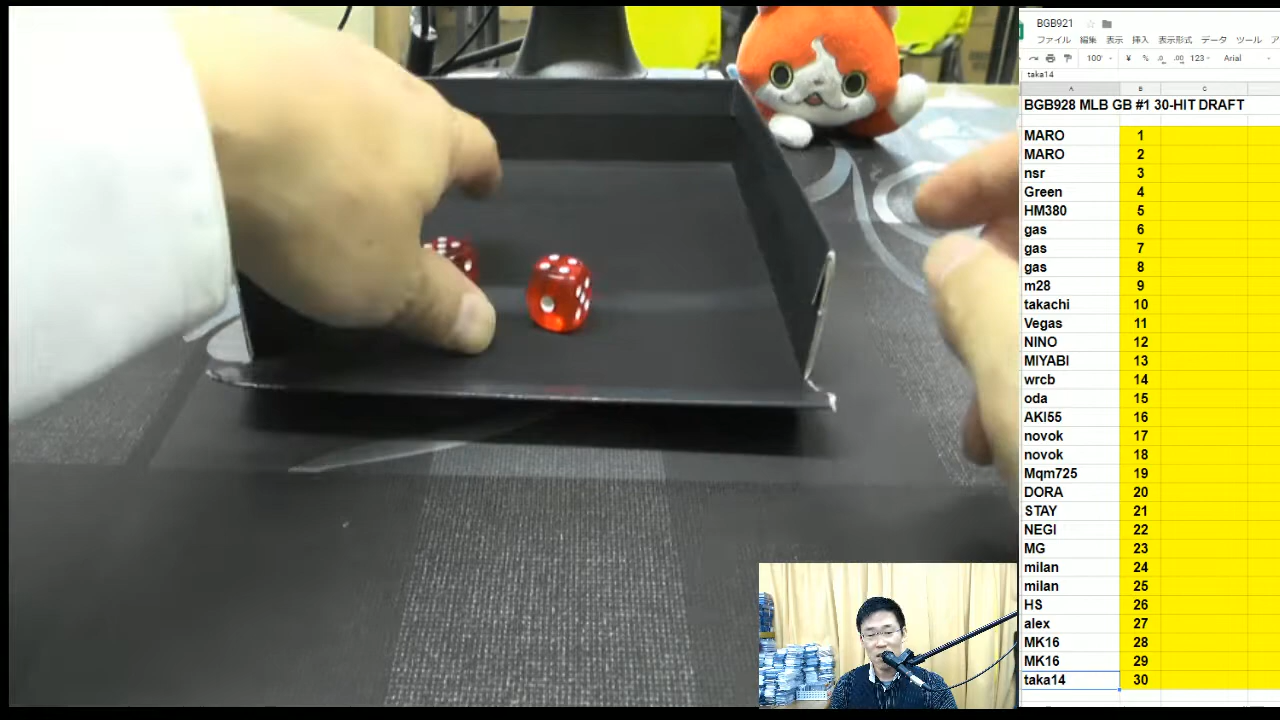 BGB921
ファイル 編集 表示 挿入 表示形式 データ ツール ア
100 ¥ % .0 .00 123 Arial
taka14
A B C
BGB928 MLB GB #1 30-HIT DRAFT
MARO 1
MARO 2
nsr 3
Green 4
HM380 5
gas 6
gas 7
gas 8
m28 9
takachi 10
Vegas 11
NINO 12
MIYABI 13
wrcb 14
oda 15
AKI55 16
novok 17
novok 18
Mqm725 19
DORA 20
STAY 21
NEGI 22
MG 23
milan 24
milan 25
HS 26
alex 27
MK16 28
MK16 29
taka14 30